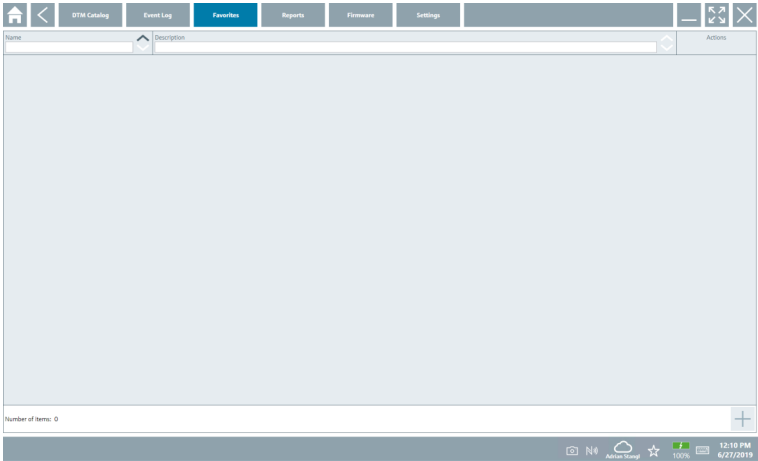 DTM Catalog Event Log Favorites Reports Firmware Settings
Name Description Actions
Number of items: 0
Adrian Stangl 100% 12:10 PM
6/27/2019